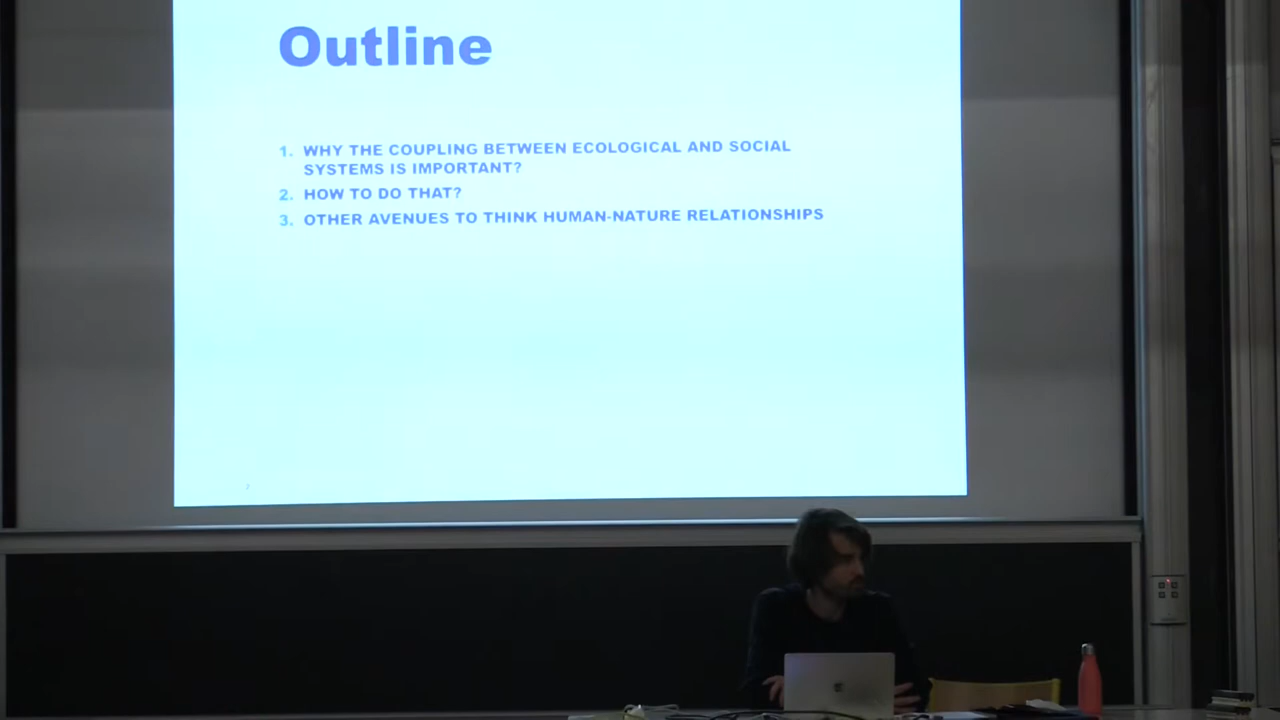 Outline
1. WHY THE COUPLING BETWEEN ECOLOGICAL AND SOCIAL
SYSTEMS IS IMPORTANT?
2. HOW TO DO THAT?
3. OTHER AVENUES TO THINK HUMAN-NATURE RELATIONSHIPS